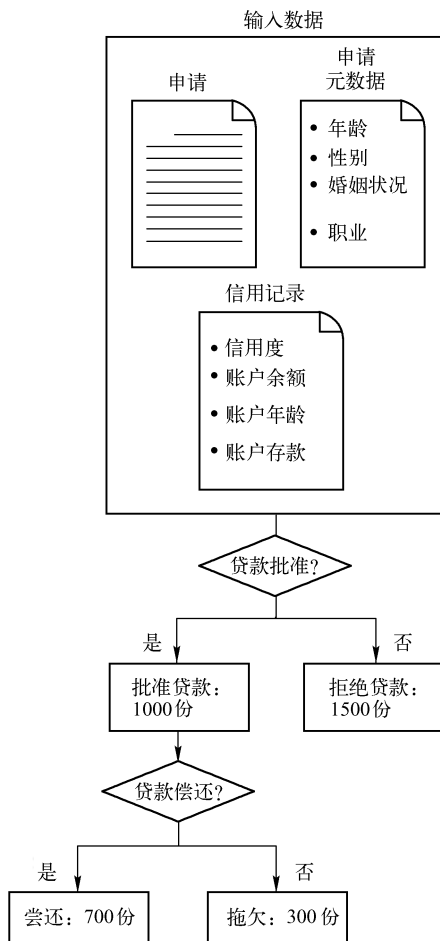 输入数据
申请
申请
元数据
• 年龄
• 性别
• 婚姻状况
• 职业
信用记录
• 信用度
• 账户余额
• 账户年龄
• 账户存款
贷款批准?
是
否
批准贷款:
1000份
拒绝贷款:
1500份
贷款偿还?
是
否
尝还:700份
拖欠:300份